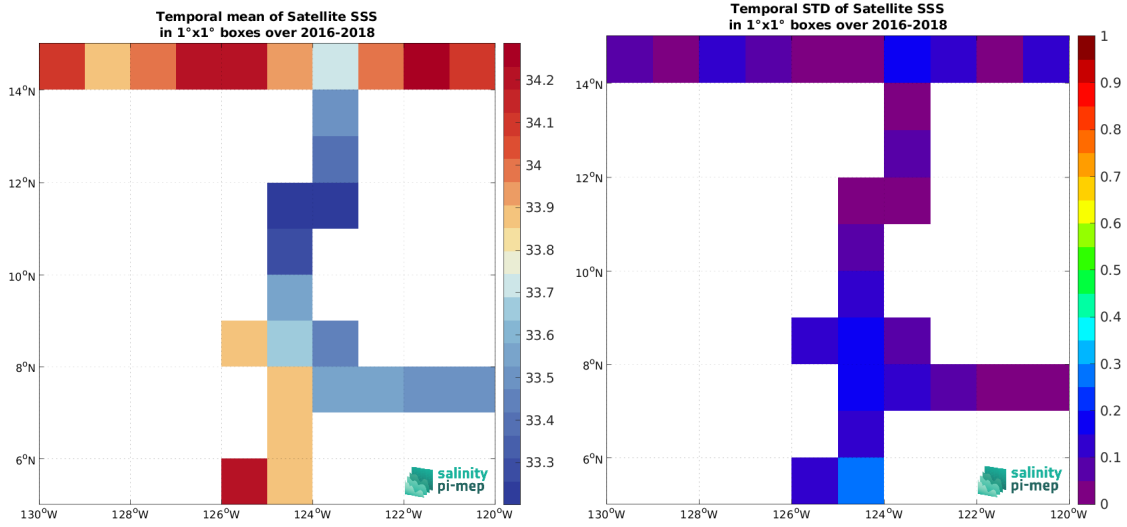 Temporal mean of Satellite SSS
in 1°x1° boxes over 2016-2018
34.2
34.1
34
33.9
33.8
33.7
33.6
33.5
33.4
33.3
14°N
12°N
10°N
8°N
6°N
130°W
128°W
126°W
124°W
122°W
120°W
salinity
pi-mep
Temporal STD of Satellite SSS
in 1°x1° boxes over 2016-2018
1
0.9
0.8
0.7
0.6
0.5
0.4
0.3
0.2
0.1
0
14°N
12°N
10°N
8°N
6°N
130°W
128°W
126°W
124°W
122°W
120°W
salinity
pi-mep